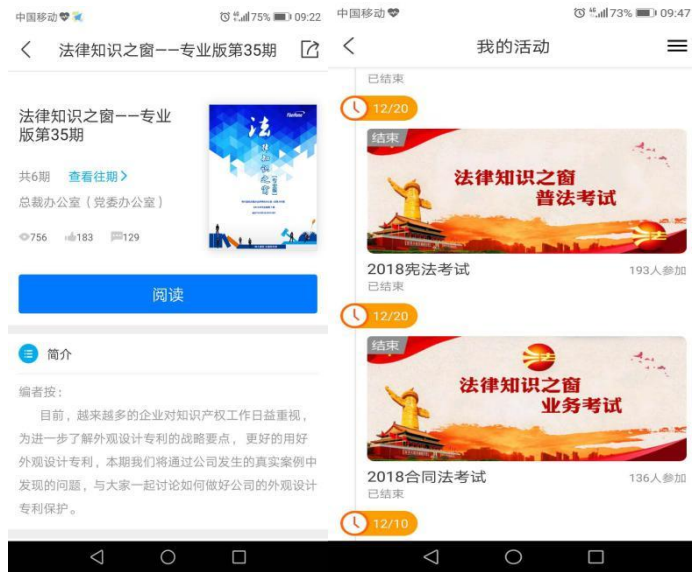 中国移动
75%
09:22
法律知识之窗——专业版第35期
法律知识之窗——专业
版第35期
共6期 查看往期>
总裁办公室(党委办公室)
756 183 129
法
律
知
识
之
窗
阅读
简介
编者按:
目前,越来越多的企业对知识产权工作日益重视,
为进一步了解外观设计专利的战略要点, 更好的用好
外观设计专利,本期我们将通过公司发生的真实案例中
发现的问题,与大家一起讨论如何做好公司的外观设计
专利保护。
中国移动
73%
09:47
我的活动
已结束
12/20
结束
法律知识之窗
普法考试
2018宪法考试
193人参加
已结束
12/20
结束
法律知识之窗
业务考试
2018合同法考试
136人参加
已结束
12/10